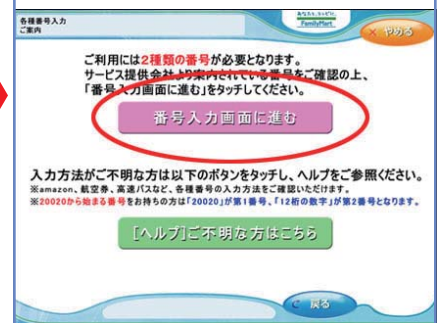 各種番号入力
ご案内
あなたと、コンビに、
FamilyMart
× やめる
ご利用には2種類の番号が必要となります。
サービス提供会社より案内されている番号をご確認の上、
「番号入力画面に進む」をタッチしてください。
番号入力画面に進む
入力方法がご不明な方は以下のボタンをタッチし、ヘルプをご参照ください。
※amazon、航空券、高速バスなど、各種番号の入力方法をご確認いただけます。
※20020から始まる番号をお持ちの方は「20020」が第1番号、「12桁の数字」が第2番号となります。
[ヘルプ]ご不明な方はこちら
戻る